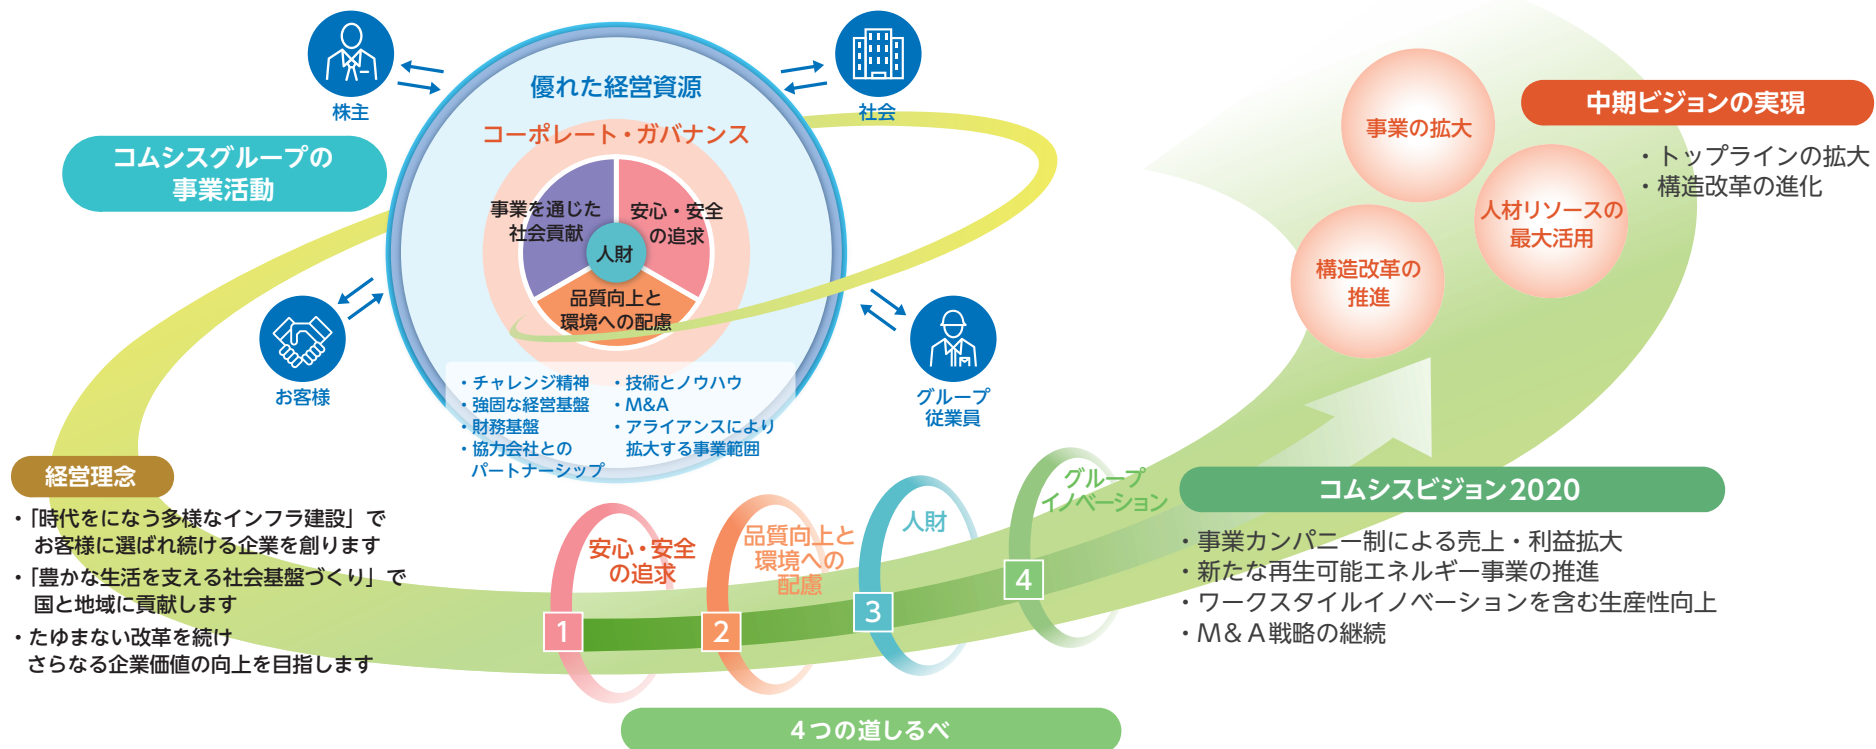 株主
社会
優れた経営資源
コーポレート・ガバナンス
コムシスグループの
事業活動
事業を通じた
社会貢献
安心・安全
の追求
人財
品質向上と
環境への配慮
お客様
グループ
従業員
・チャレンジ精神
・強固な経営基盤
・財務基盤
・協力会社との
パートナーシップ
・技術とノウハウ
・M&A
・アライアンスにより
拡大する事業範囲
経営理念
・「時代をになう多様なインフラ建設」で
お客様に選ばれ続ける企業を創ります
・「豊かな生活を支える社会基盤づくり」で
国と地域に貢献します
・たゆまない改革を続け
さらなる企業価値の向上を目指します
1
安心・安全
の追求
2
品質向上と
環境への
配慮
3
人財
4
グループ
イノベーション
4つの道しるべ
コムシスビジョン2020
・事業カンパニー制による売上・利益拡大
・新たな再生可能エネルギー事業の推進
・ワークスタイルイノベーションを含む生産性向上
・M&A戦略の継続
事業の拡大
人材リソースの
最大活用
構造改革の
推進
中期ビジョンの実現
・トップラインの拡大
・構造改革の進化